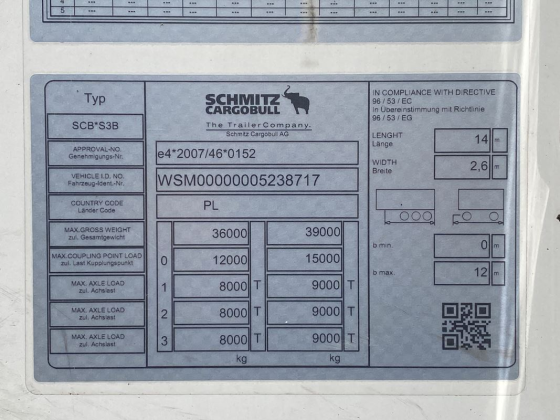 4 --- --- --- --- --- --- --- --- ---
5 --- --- --- --- --- --- --- --- ---
Typ
SCB*S3B
SCHMITZ
CARGOBULL
The TrailerCompany.
Schmitz Cargobull AG
APPROVAL-NO.
Genehmigungs-Nr.
e4*2007/46*0152
VEHICLE I.D. NO.
Fahrzeug-Ident.-Nr.
WSM00000005238717
COUNTRY CODE
Länder Code
PL
MAX.GROSS WEIGHT
zul. Gesamtgewicht
36000 39000
MAX.COUPLING POINT LOAD
zul. Last Kupplungspunkt
0 12000 15000
MAX. AXLE LOAD
zul. Achslast
1 8000 T 9000 T
MAX. AXLE LOAD
zul. Achslast
2 8000 T 9000 T
MAX. AXLE LOAD
zul. Achslast
3 8000 T 9000 T
kg kg
IN COMPLIANCE WITH DIRECTIVE
96 / 53 / EC
in Übereinstimmung mit Richtlinie
96 / 53 / EG
LENGHT
Länge
14 m
WIDTH
Breite
2,6 m
b min. 0 m
b max. 12 m